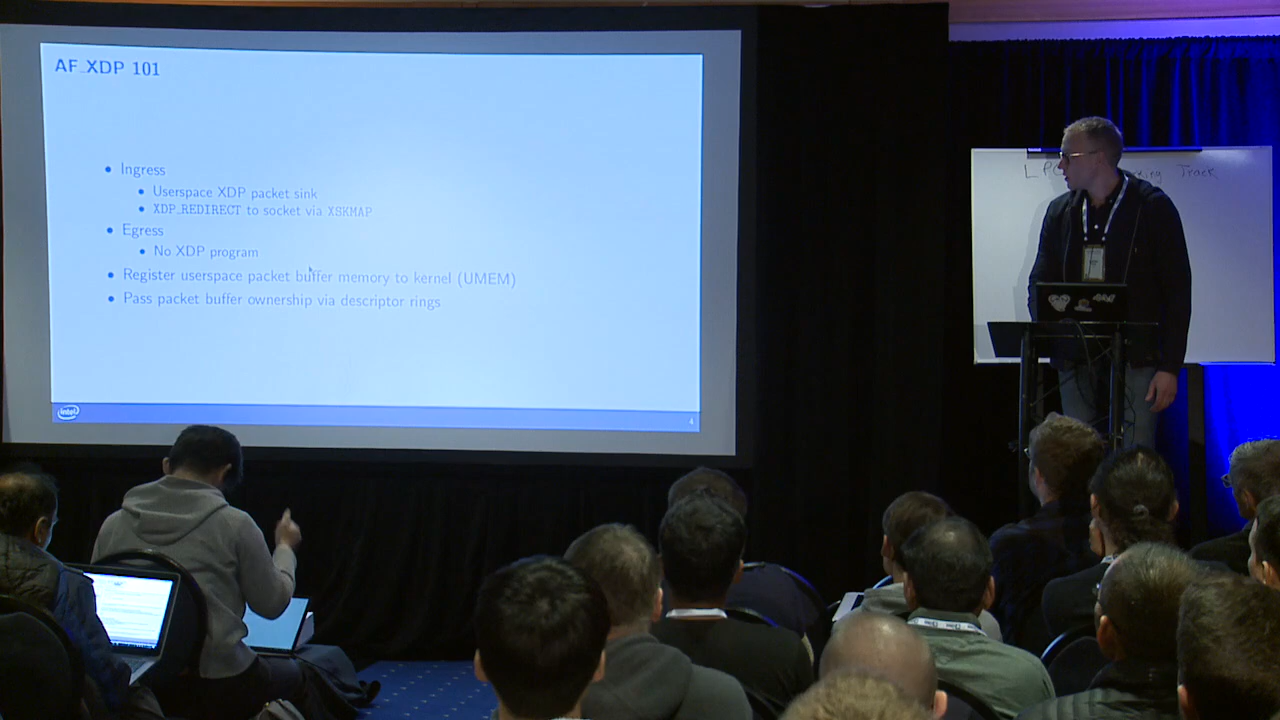 AF_XDP 101
• Ingress
• Userspace XDP packet sink
• XDP_REDIRECT to socket via XSKMAP
• Egress
• No XDP program
• Register userspace packet buffer memory to kernel (UMEM)
• Pass packet buffer ownership via descriptor rings
intel
4
Track